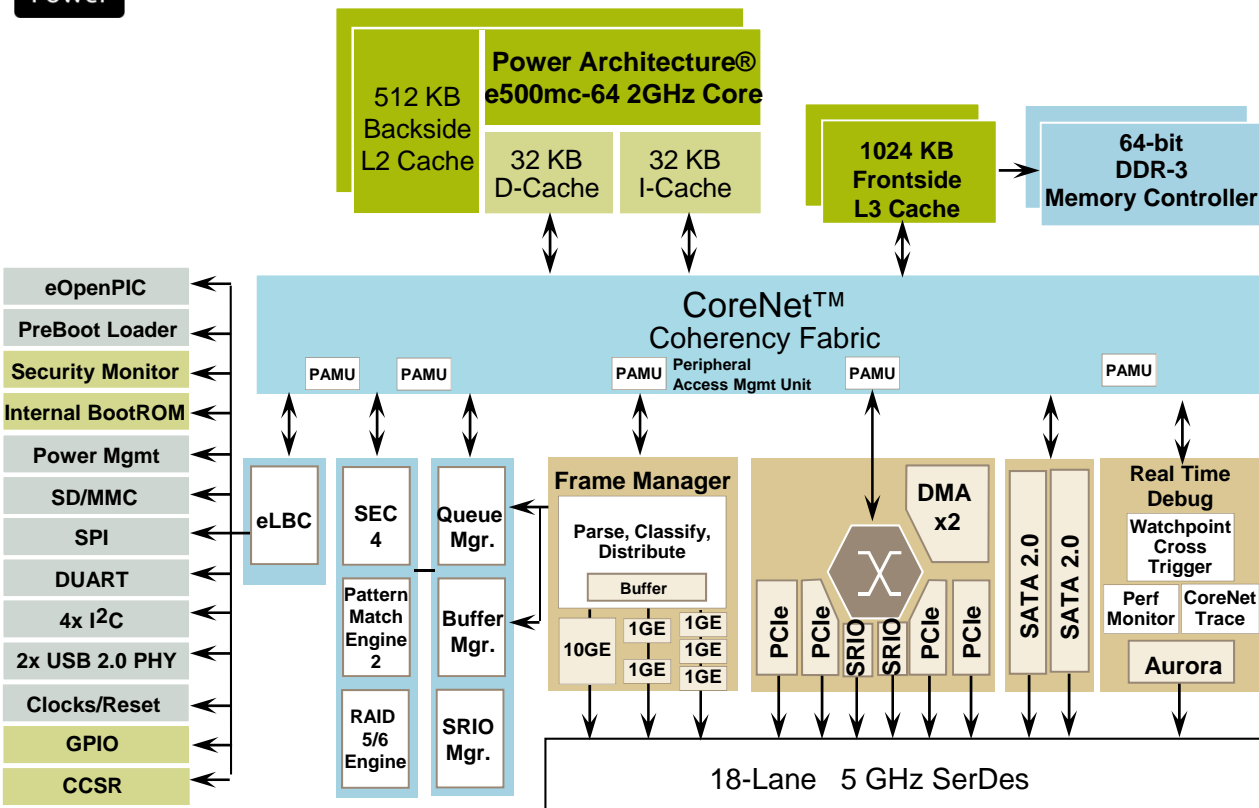 Power
512 KB
Backside
L2 Cache
Power Architecture®
e500mc-64 2GHz Core
32 KB
D-Cache
32 KB
I-Cache
1024 KB
Frontside
L3 Cache
64-bit
DDR-3
Memory Controller
eOpenPIC
PreBoot Loader
Security Monitor
Internal BootROM
Power Mgmt
SD/MMC
SPI
DUART
4x I2C
2x USB 2.0 PHY
Clocks/Reset
GPIO
CCSR
CoreNet™
Coherency Fabric
PAMU
PAMU
PAMU
Peripheral
Access Mgmt Unit
PAMU
PAMU
eLBC
SEC
4
Pattern
Match
Engine
2
RAID
5/6
Engine
Queue
Mgr.
Buffer
Mgr.
SRIO
Mgr.
Frame Manager
Parse, Classify,
Distribute
Buffer
10GE
1GE
1GE
1GE
1GE
1GE
DMA
x2
PCIe
PCIe
SRIO
SRIO
PCIe
PCIe
SATA 2.0
SATA 2.0
Real Time
Debug
Watchpoint
Cross
Trigger
Perf
Monitor
CoreNet
Trace
Aurora
18-Lane 5 GHz SerDes